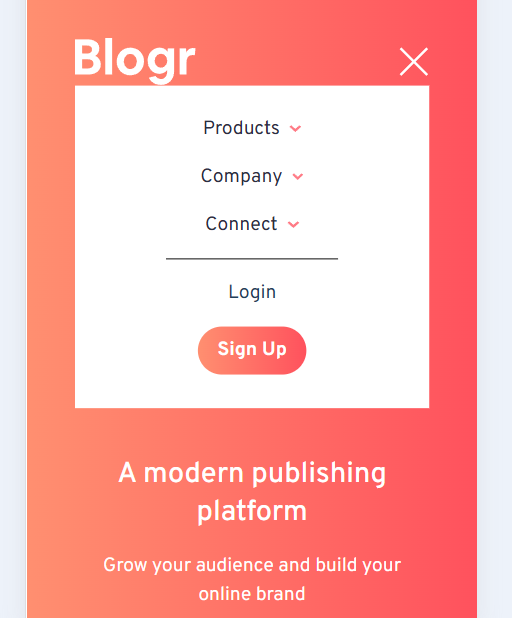 Blogr
Products
Company
Connect
Login
Sign Up
A modern publishing
platform
Grow your audience and build your
online brand